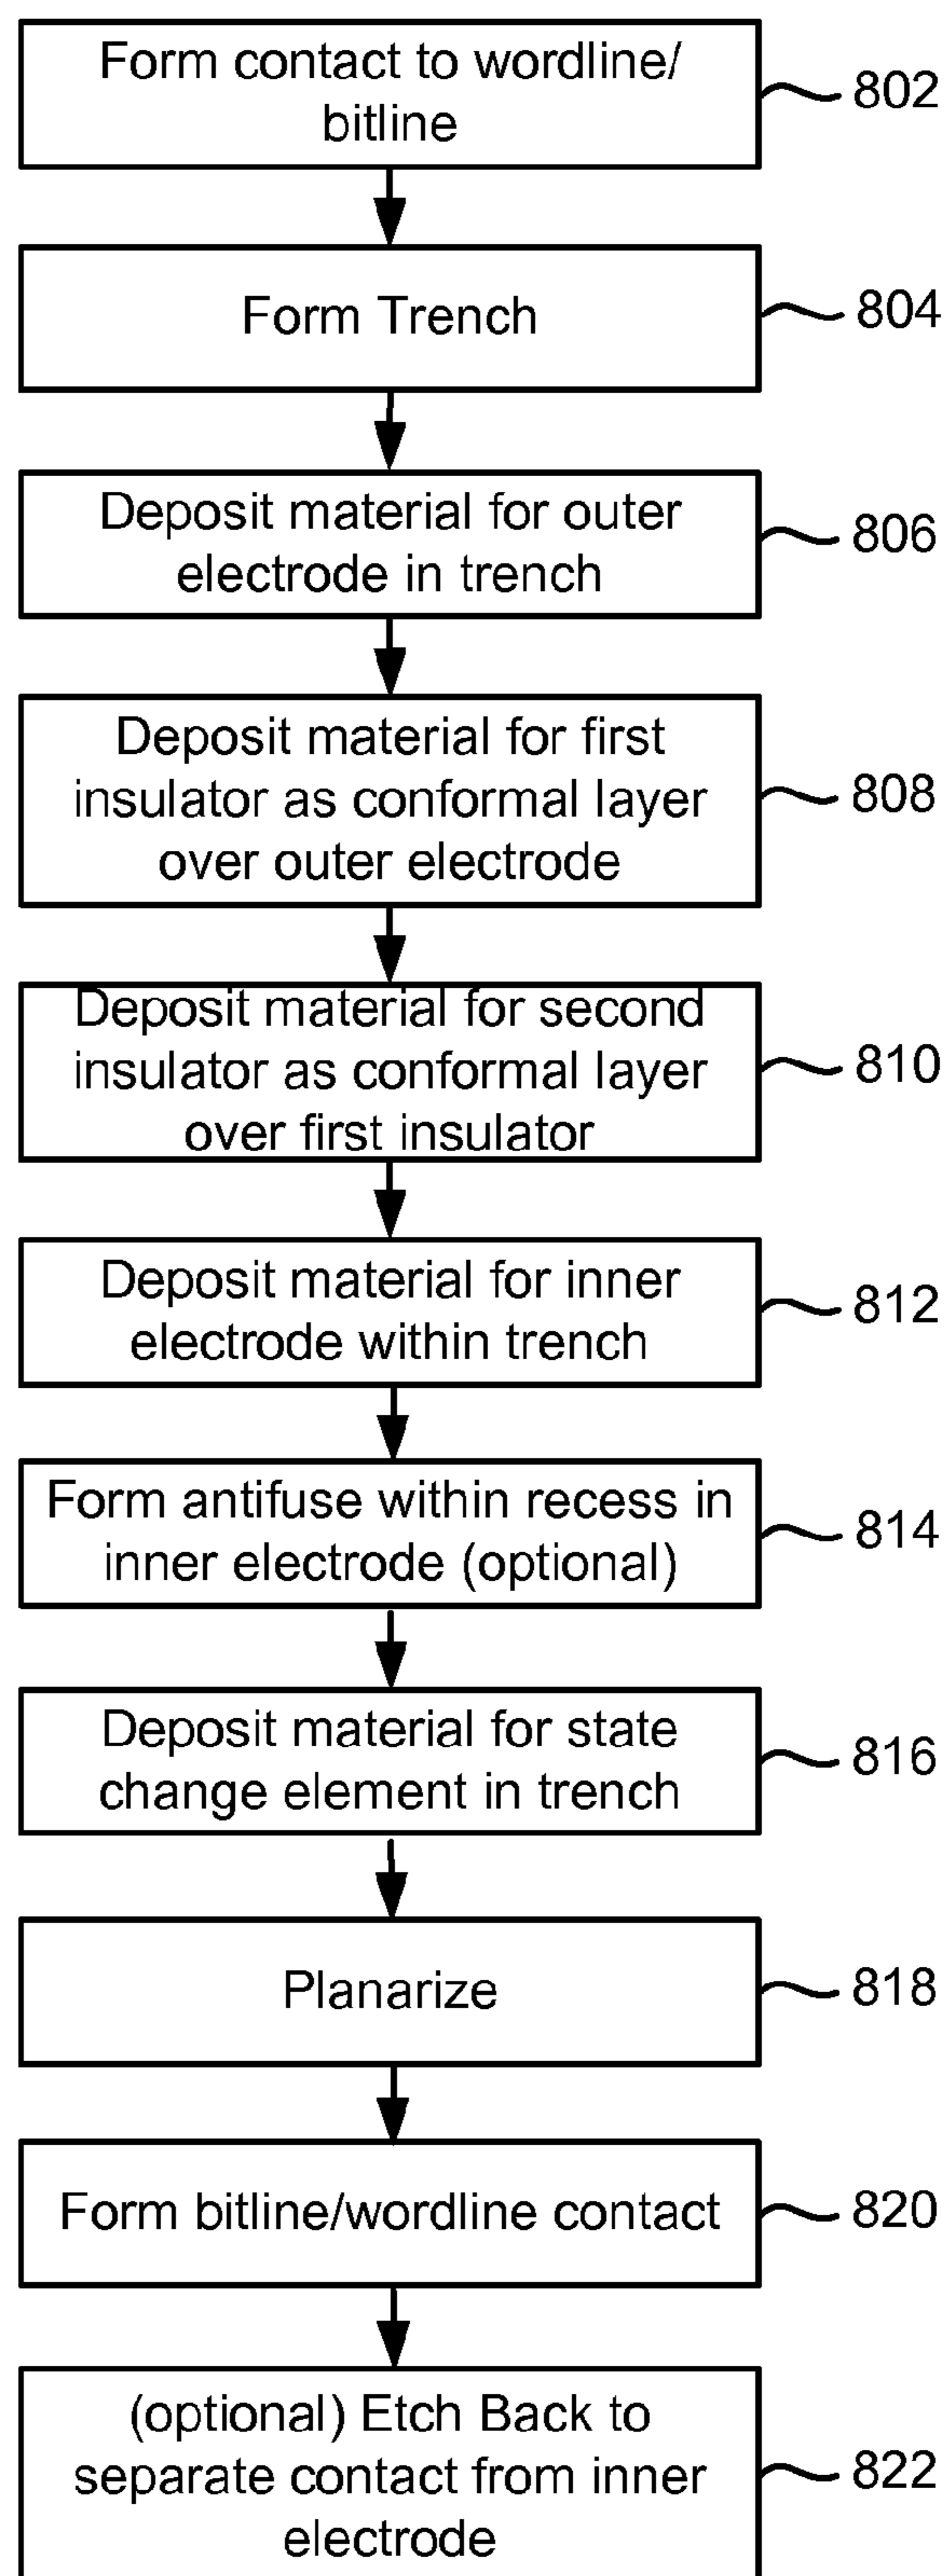 Form contact to wordline/
bitline
802
Form Trench
804
Deposit material for outer
electrode in trench
806
Deposit material for first
insulator as conformal layer
over outer electrode
808
Deposit material for second
insulator as conformal layer
over first insulator
810
Deposit material for inner
electrode within trench
812
Form antifuse within recess in
inner electrode (optional)
814
Deposit material for state
change element in trench
816
Planarize
818
Form bitline/wordline contact
820
(optional) Etch Back to
separate contact from inner
electrode
822